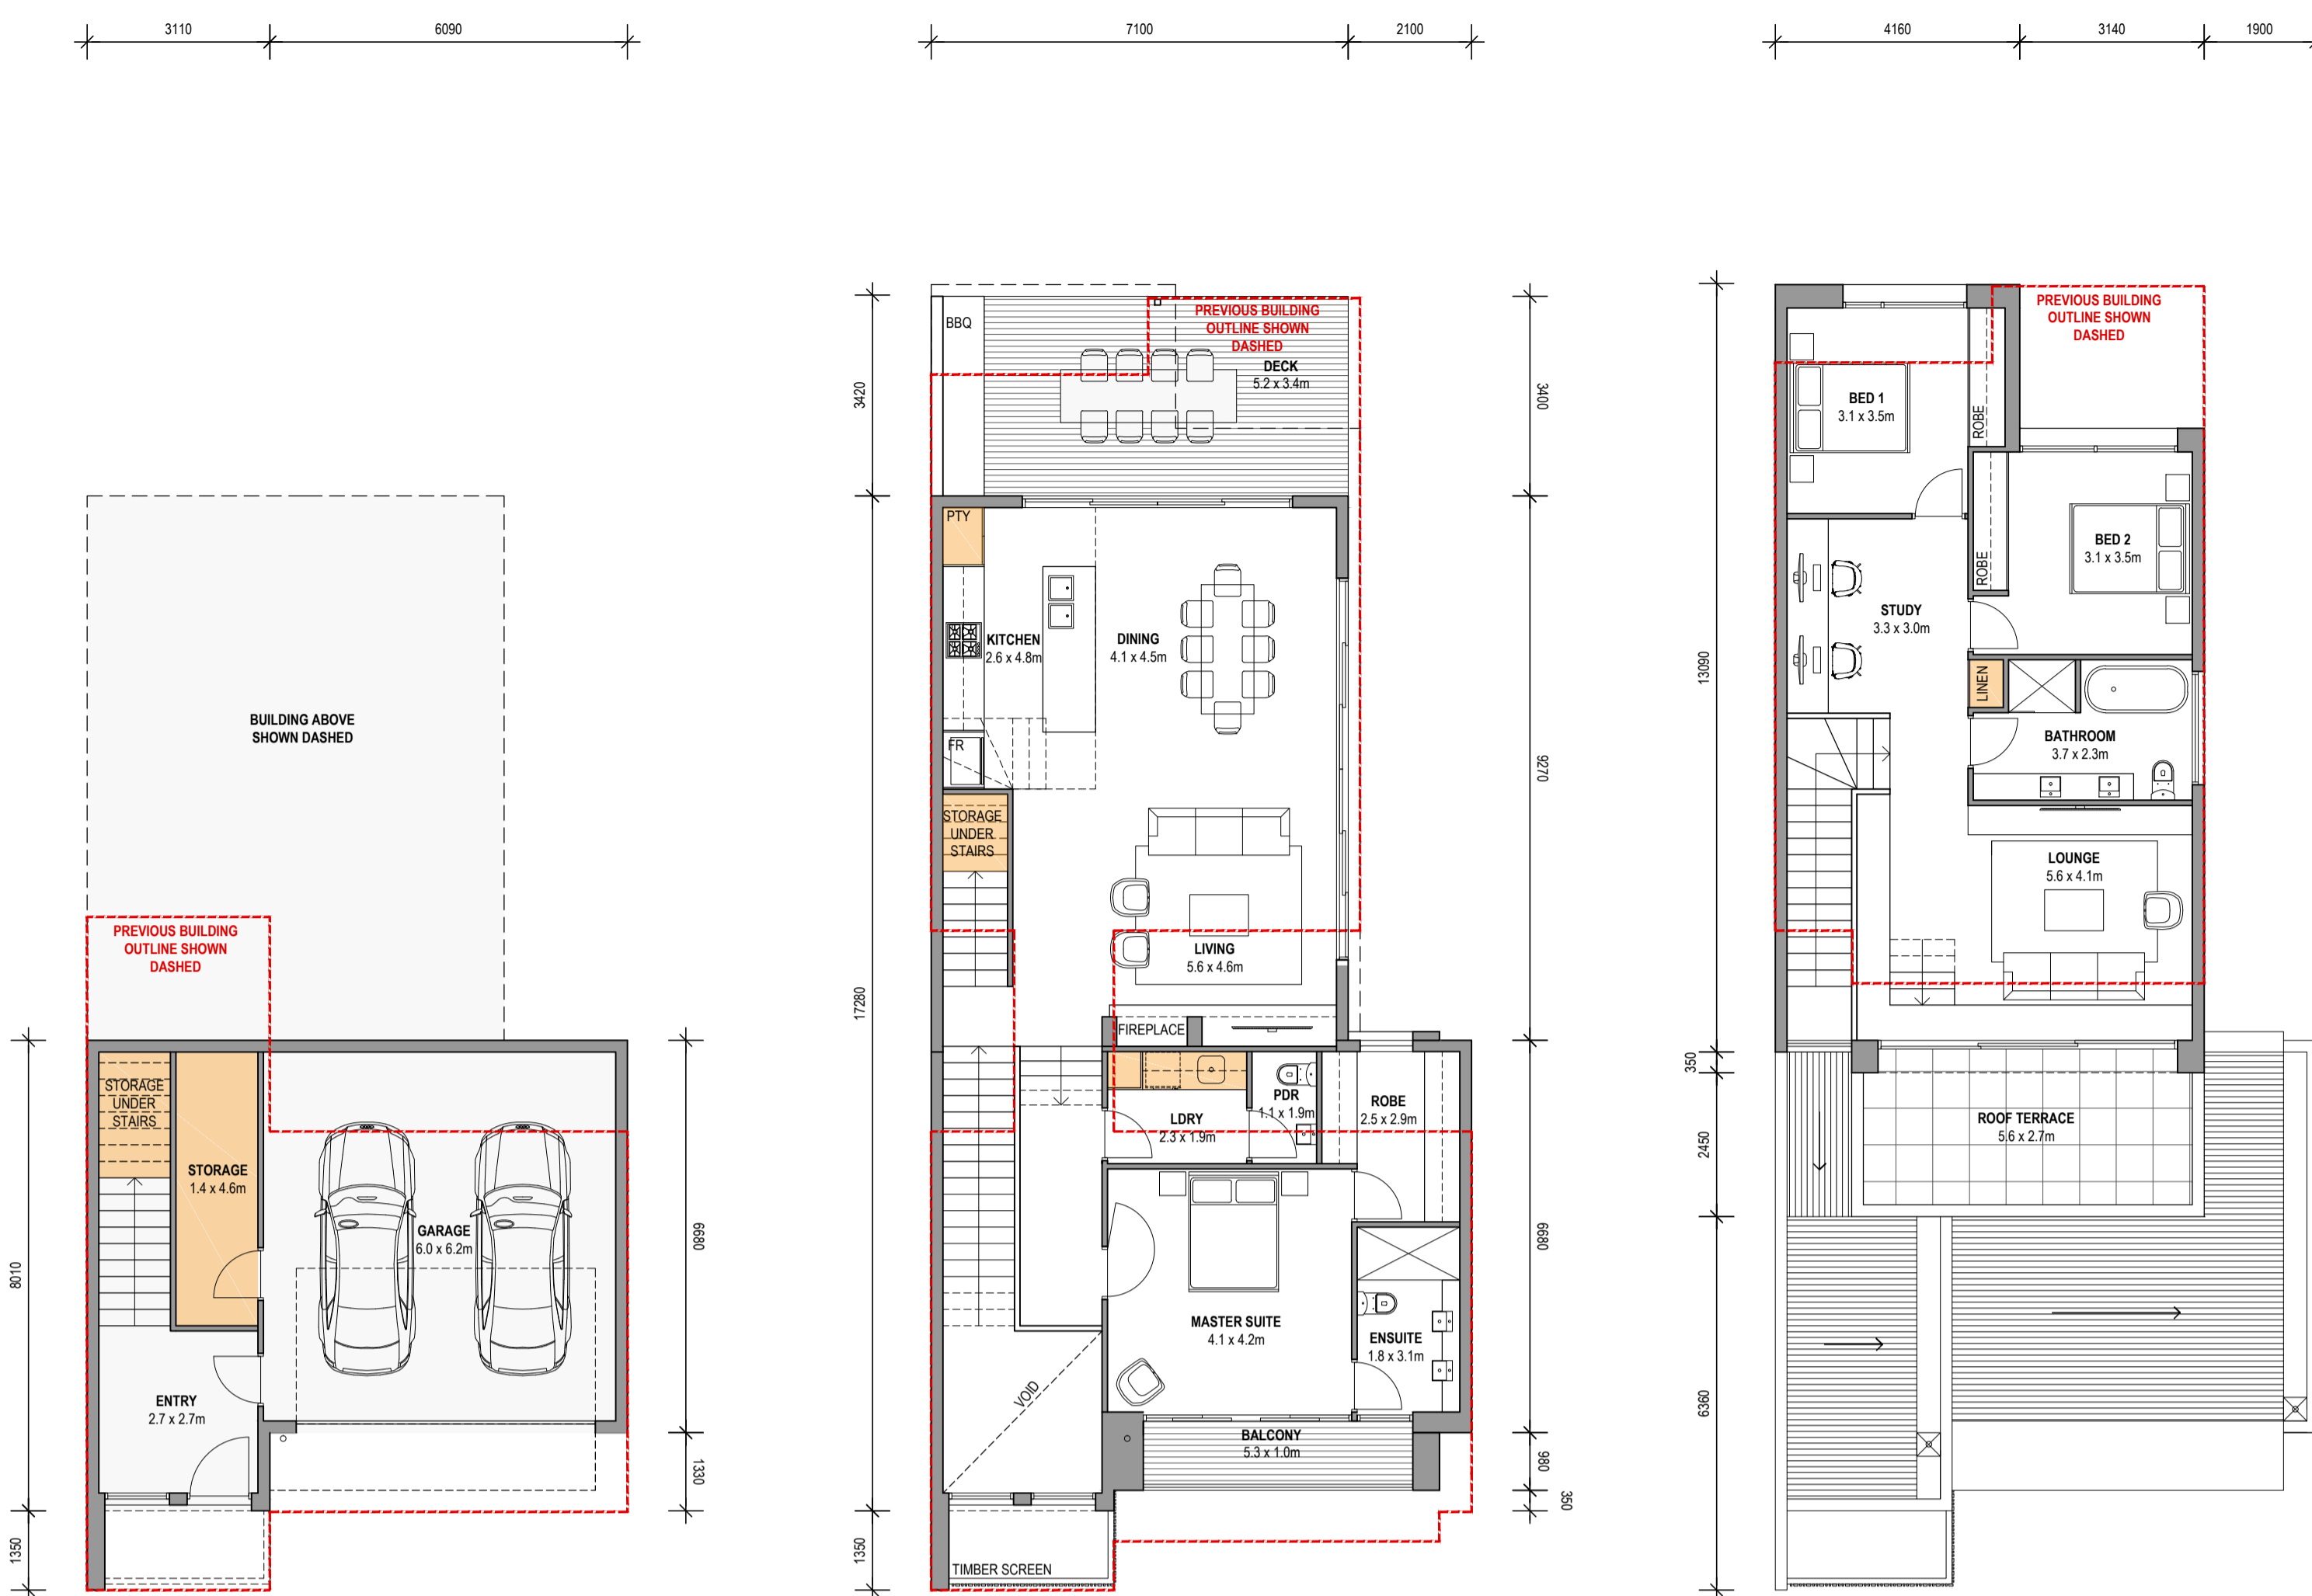 3110
6090
7100
2100
4160
3140
1900
BUILDING ABOVE
SHOWN DASHED
PREVIOUS BUILDING
OUTLINE SHOWN
DASHED
STORAGE
UNDER
STAIRS
STORAGE
1.4 x 4.6m
GARAGE
6.0 x 6.2m
ENTRY
2.7 x 2.7m
8010
1350
6680
1330
BBQ
PREVIOUS BUILDING
OUTLINE SHOWN
DASHED
DECK
5.2 x 3.4m
3420
3400
PTY
KITCHEN
2.6 x 4.8m
DINING
4.1 x 4.5m
FR
STORAGE
UNDER
STAIRS
LIVING
5.6 x 4.6m
9270
17280
FIREPLACE
PDR
1.1 x 1.9m
LDRY
2.3 x 1.9m
ROBE
2.5 x 2.9m
MASTER SUITE
4.1 x 4.2m
ENSUITE
1.8 x 3.1m
6680
VOID
BALCONY
5.3 x 1.0m
980
350
1350
TIMBER SCREEN
PREVIOUS BUILDING
OUTLINE SHOWN
DASHED
BED 1
3.1 x 3.5m
ROBE
BED 2
3.1 x 3.5m
ROBE
STUDY
3.3 x 3.0m
13090
LINEN
BATHROOM
3.7 x 2.3m
LOUNGE
5.6 x 4.1m
350
ROOF TERRACE
5.6 x 2.7m
2450
6360